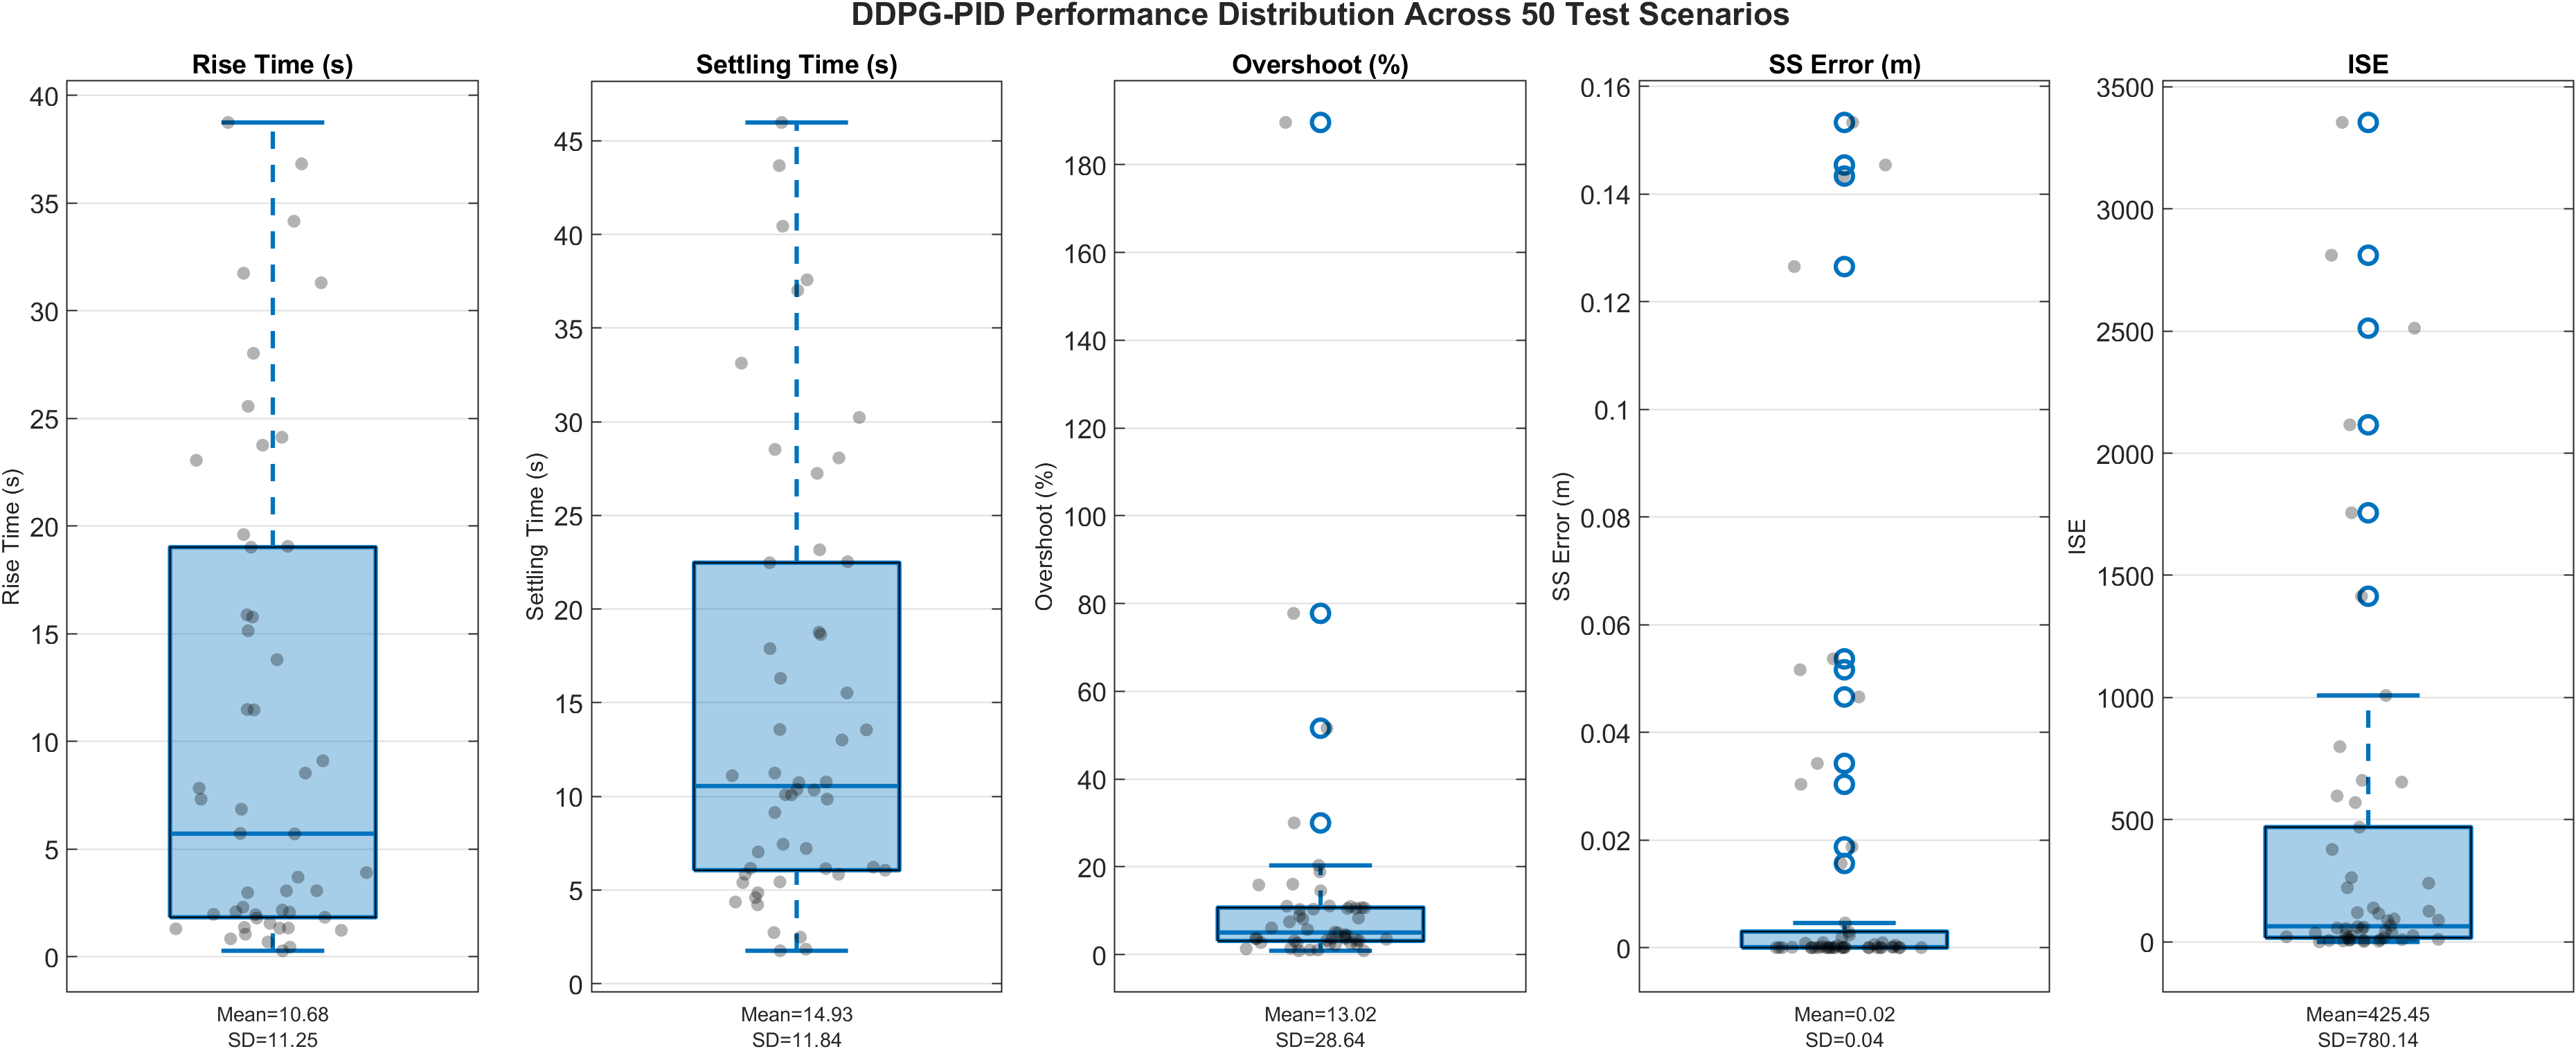 DDPG-PID Performance Distribution Across 50 Test Scenarios
Rise Time (s)
40
35
30
25
20
15
10
5
0
Rise Time (s)
Mean=10.68
SD=11.25
Settling Time (s)
45
40
35
30
25
20
15
10
5
0
Settling Time (s)
Mean=14.93
SD=11.84
Overshoot (%)
180
160
140
120
100
80
60
40
20
0
Overshoot (%)
Mean=13.02
SD=28.64
SS Error (m)
0.16
0.14
0.12
0.1
0.08
0.06
0.04
0.02
0
SS Error (m)
Mean=0.02
SD=0.04
ISE
3500
3000
2500
2000
1500
1000
500
0
ISE
Mean=425.45
SD=780.14